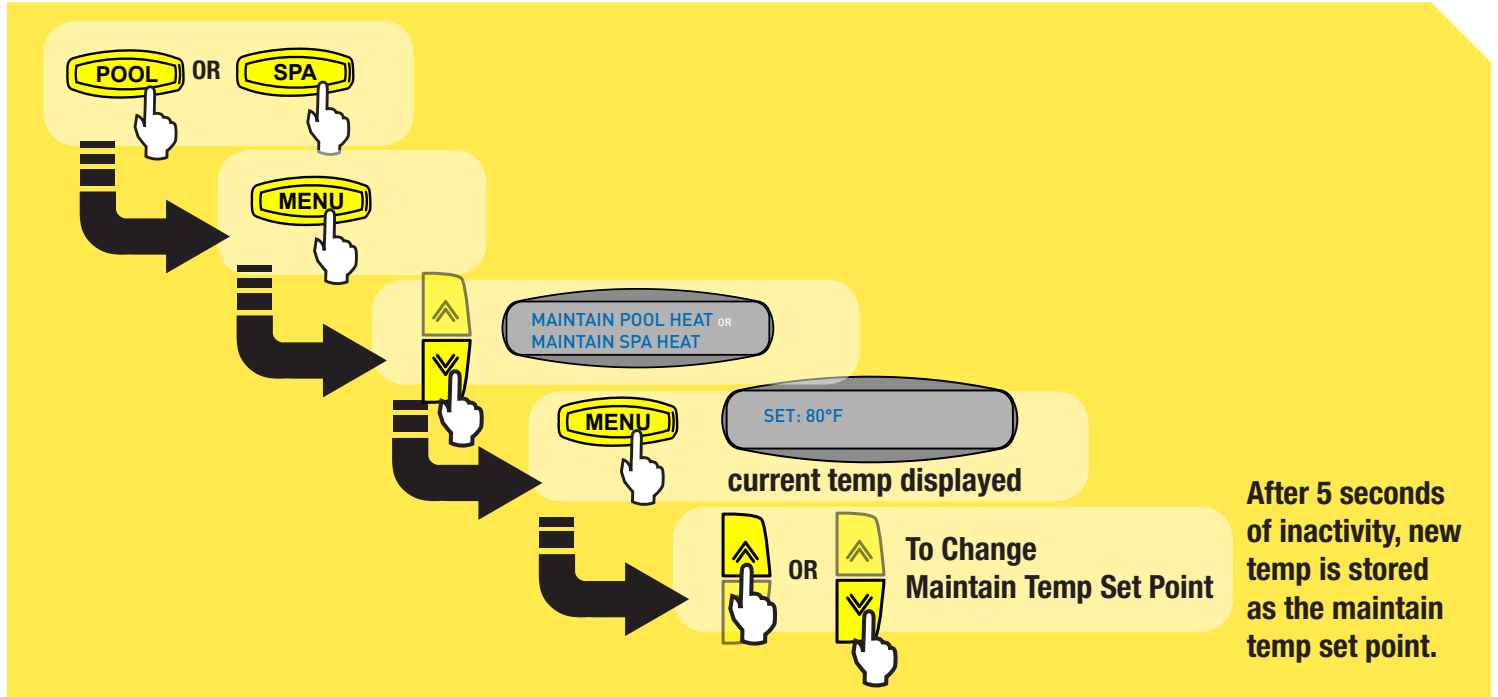 POOL OR SPA
MENU
MAINTAIN POOL HEAT OR
MAINTAIN SPA HEAT
MENU
SET: 80°F
current temp displayed
OR
To Change
Maintain Temp Set Point
After 5 seconds
of inactivity, new
temp is stored
as the maintain
temp set point.